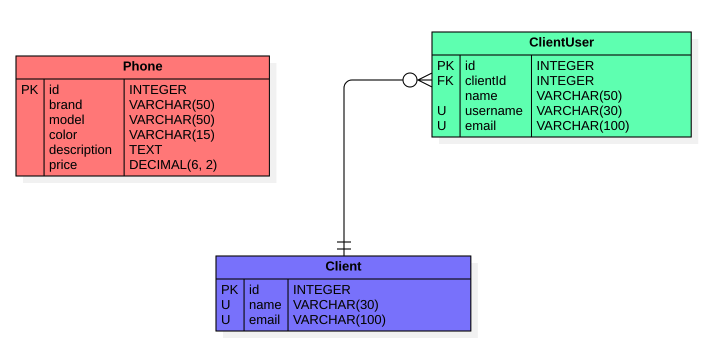 Phone
PK id INTEGER
brand VARCHAR(50)
model VARCHAR(50)
color VARCHAR(15)
description TEXT
price DECIMAL(6, 2)
ClientUser
PK id INTEGER
FK clientId INTEGER
name VARCHAR(50)
U username VARCHAR(30)
U email VARCHAR(100)
Client
PK id INTEGER
U name VARCHAR(30)
U email VARCHAR(100)